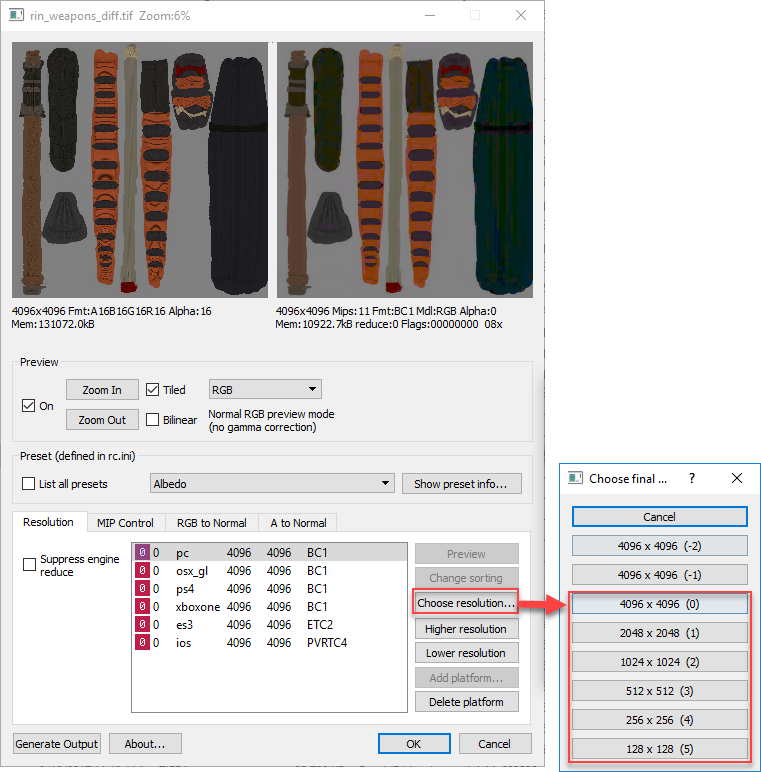 rin_weapons_diff.tif Zoom:6%
4096x4096 Fmt:A16B16G16R16 Alpha:16
Mem:131072.0kB
4096x4096 Mips:11 Fmt:BC1 Mdl:RGB Alpha:0
Mem:10922.7kB reduce:0 Flags:00000000 08x
Preview
On
Zoom In
Tiled
RGB
Zoom Out
Bilinear
Normal RGB preview mode
(no gamma correction)
Preset (defined in rc.ini)
List all presets
Albedo
Show preset info...
Resolution
MIP Control
RGB to Normal
A to Normal
Suppress engine
reduce
0 0 pc 4096 4096 BC1
0 0 osx_gl 4096 4096 BC1
0 0 ps4 4096 4096 BC1
0 0 xboxone 4096 4096 BC1
0 0 es3 4096 4096 ETC2
0 0 ios 4096 4096 PVRTC4
Preview
Change sorting
Choose resolution...
Higher resolution
Lower resolution
Add platform...
Delete platform
Generate Output
About...
OK
Cancel
Choose final ... ?
Cancel
4096 x 4096 (-2)
4096 x 4096 (-1)
4096 x 4096 (0)
2048 x 2048 (1)
1024 x 1024 (2)
512 x 512 (3)
256 x 256 (4)
128 x 128 (5)